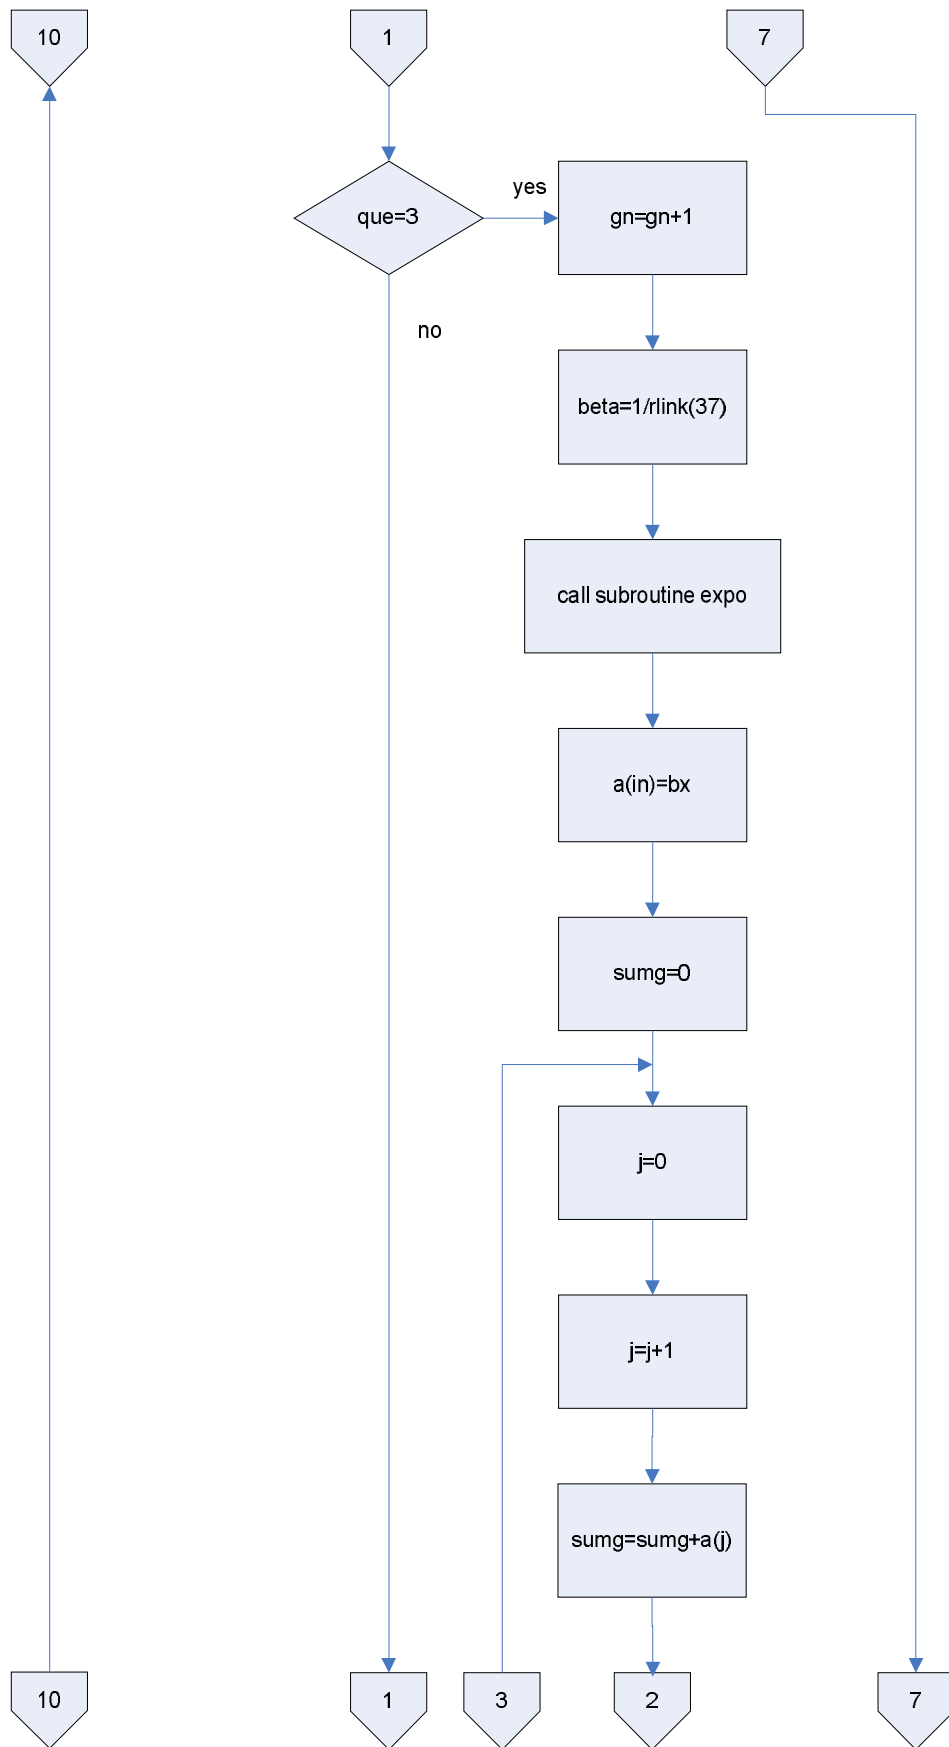 10
1
7
que=3
yes
gn=gn+1
no
beta=1/rlink(37)
call subroutine expo
a(in)=bx
sumg=0
j=0
j=j+1
sumg=sumg+a(j)
10
1
3
2
7